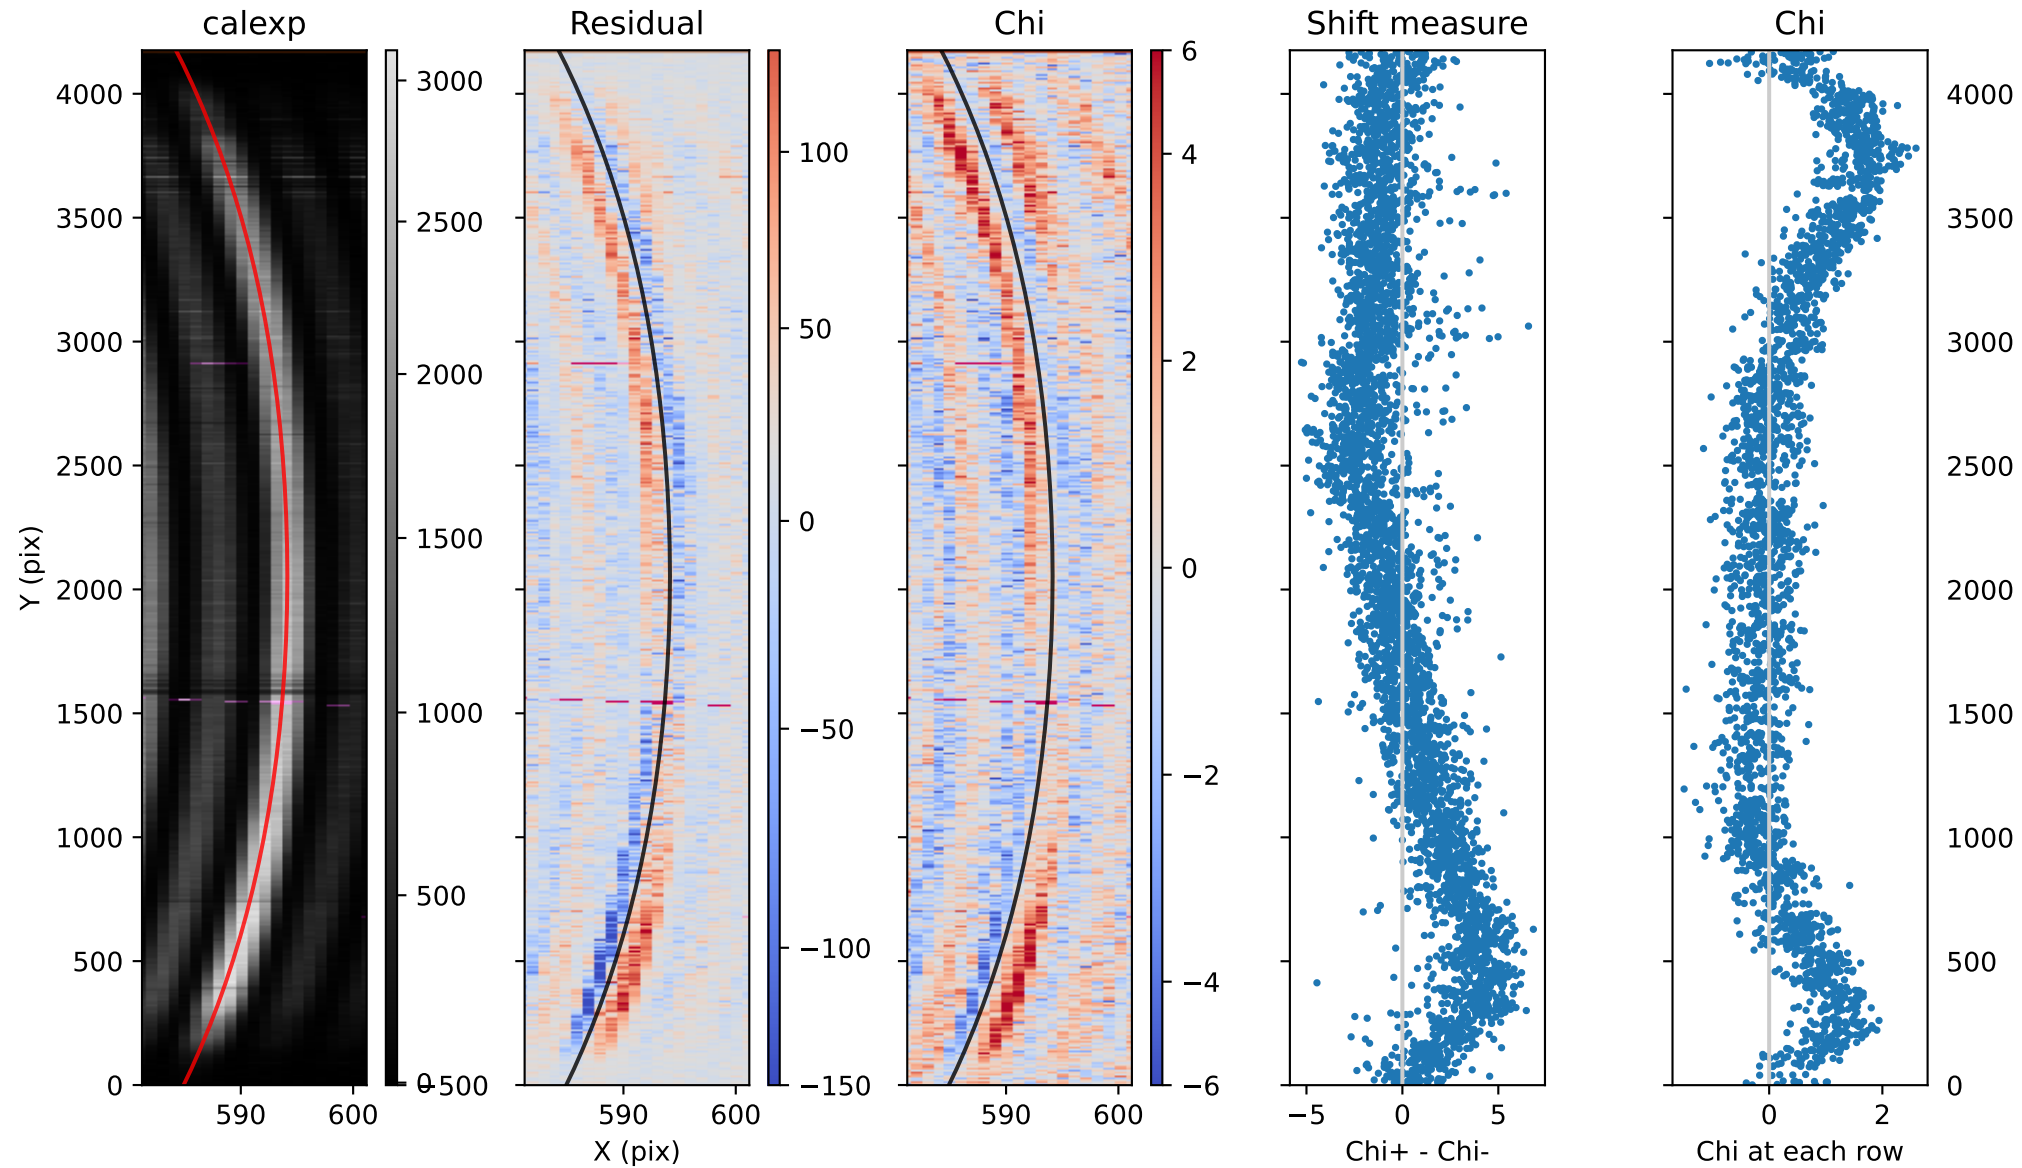 calexp Residual Chi Shift measure Chi
4000 3000 100 6 4000
3500 2500 50 4 3500
3000 2000 0 2 3000
2500 1500 −50 0 2500
2000 1000 −100 −2 2000
1500 500 −150 −4 1500
1000 0 −6 1000
500 −500 500
0 0
590 600 590 600 590 600 −5 0 5 0 2
Y (pix)
X (pix) Chi+ - Chi- Chi at each row